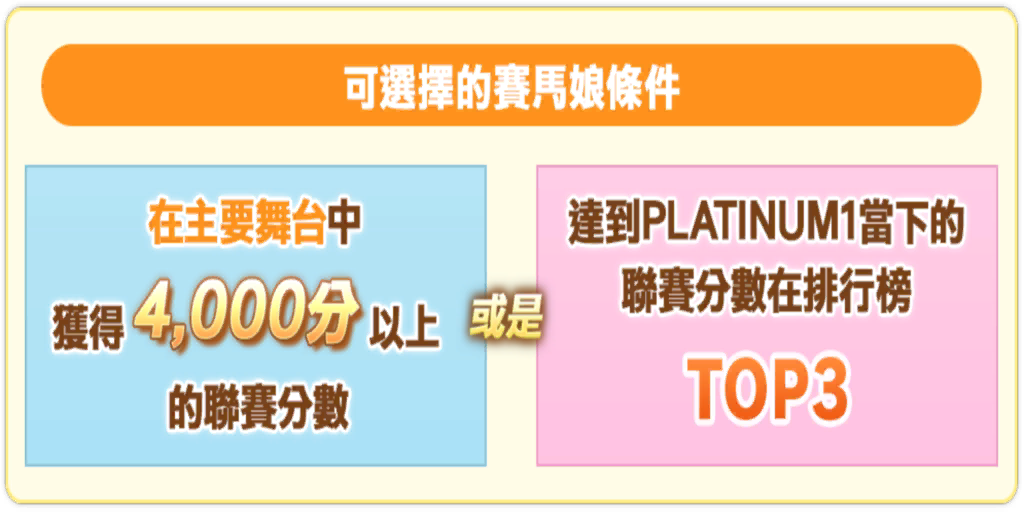 可選擇的賽馬娘條件
在主要舞台中
獲得4,000分以上
的聯賽分數
或是
達到PLATINUM1當下的
聯賽分數在排行榜
TOP3